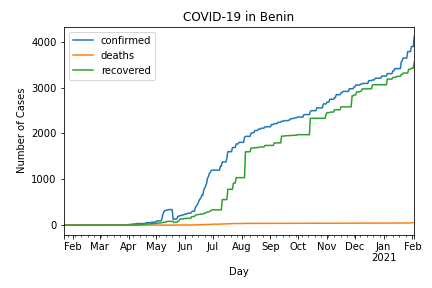 COVID-19 in Benin
confirmed
deaths
recovered
Number of Cases
4000
3000
2000
1000
0
Feb Mar Apr May Jun Jul Aug Sep Oct Nov Dec Jan Feb
2021
Day